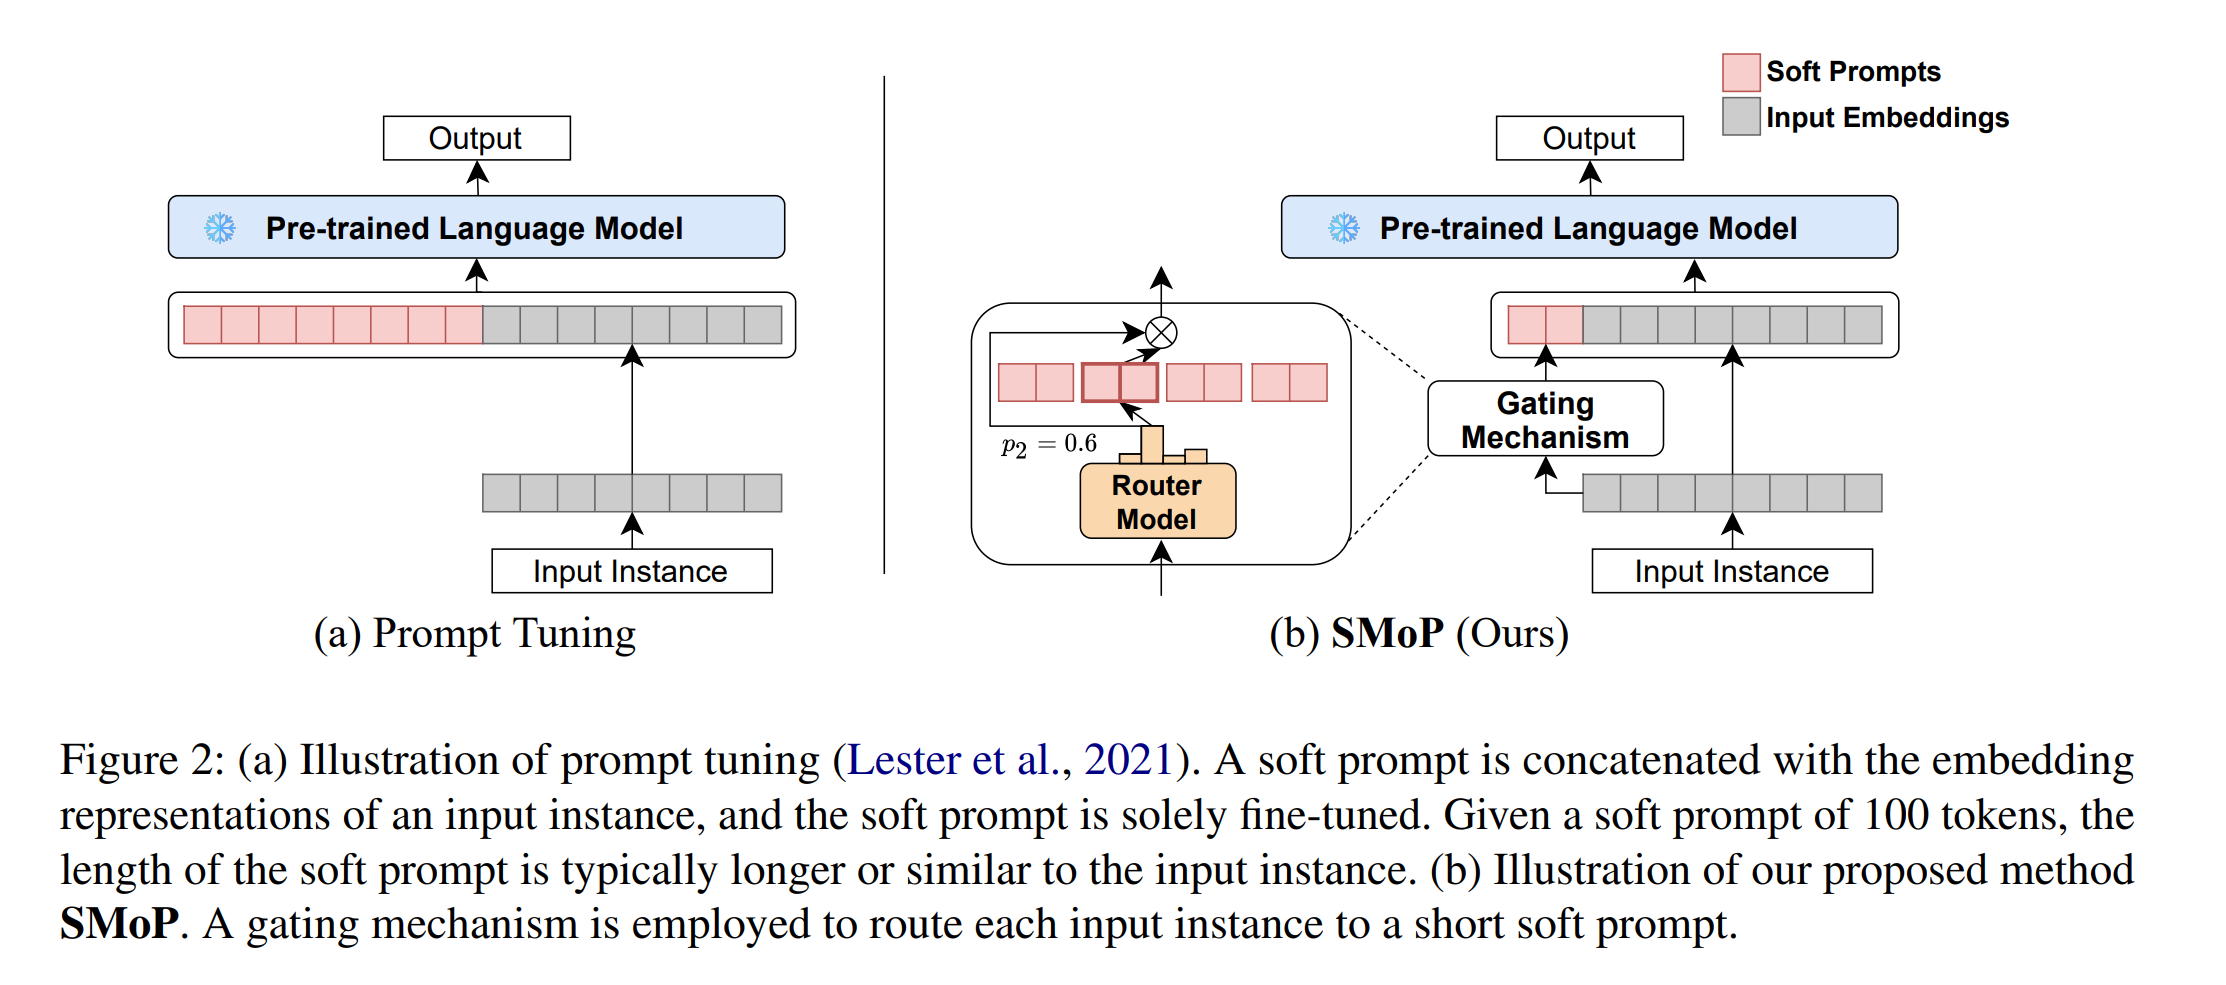 Output
Pre-trained Language Model
Input Instance
(a) Prompt Tuning
Soft Prompts
Input Embeddings
Output
Pre-trained Language Model
Gating
Mechanism
p2 = 0.6
Router
Model
Input Instance
(b) SMoP (Ours)
Figure 2: (a) Illustration of prompt tuning (Lester et al., 2021). A soft prompt is concatenated with the embedding
representations of an input instance, and the soft prompt is solely fine-tuned. Given a soft prompt of 100 tokens, the
length of the soft prompt is typically longer or similar to the input instance. (b) Illustration of our proposed method
SMoP. A gating mechanism is employed to route each input instance to a short soft prompt.